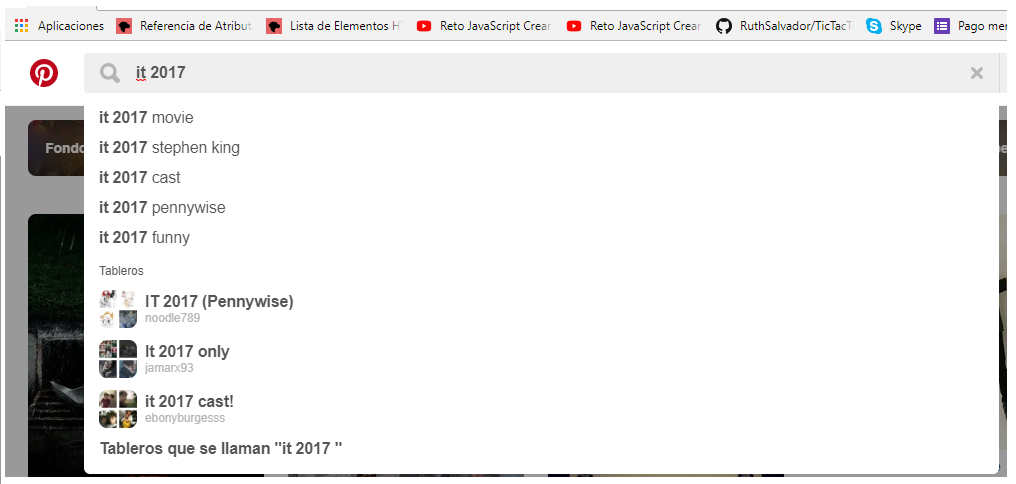 Aplicaciones Referencia de Atribut Lista de Elementos HT Reto JavaScript Crear Reto JavaScript Crear RuthSalvador/TicTacT Skype Pago men
it 2017
Fondo
it 2017 movie
it 2017 stephen king
it 2017 cast
it 2017 pennywise
it 2017 funny
Tableros
IT 2017 (Pennywise)
noodle789
It 2017 only
jamarx93
it 2017 cast!
ebonyburgesss
Tableros que se llaman "it 2017 "